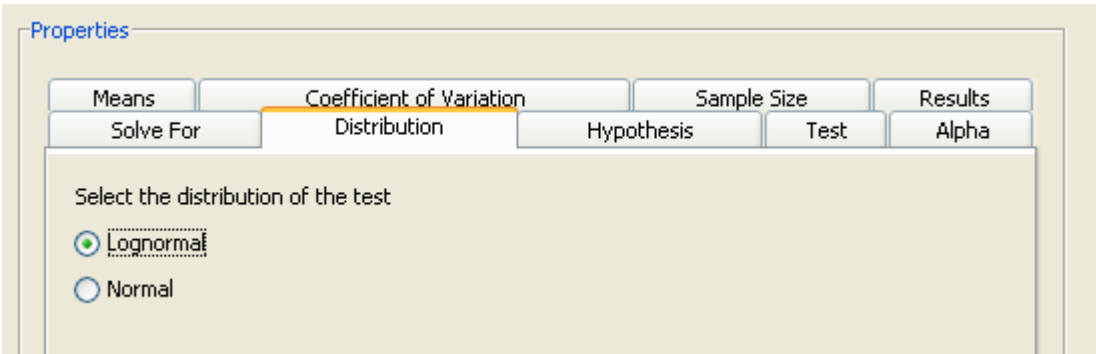 Properties
Means Coefficient of Variation Sample Size Results
Solve For Distribution Hypothesis Test Alpha
Select the distribution of the test
Lognormal
Normal